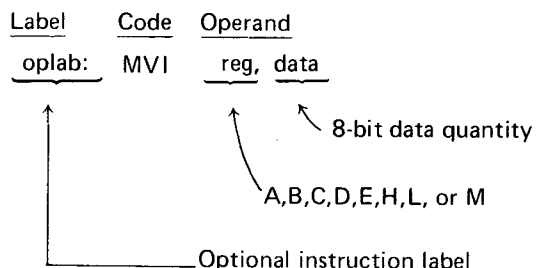 Label Code Operand
oplab: MVI reg, data
8-bit data quantity
A,B,C,D,E,H,L, or M
Optional instruction label